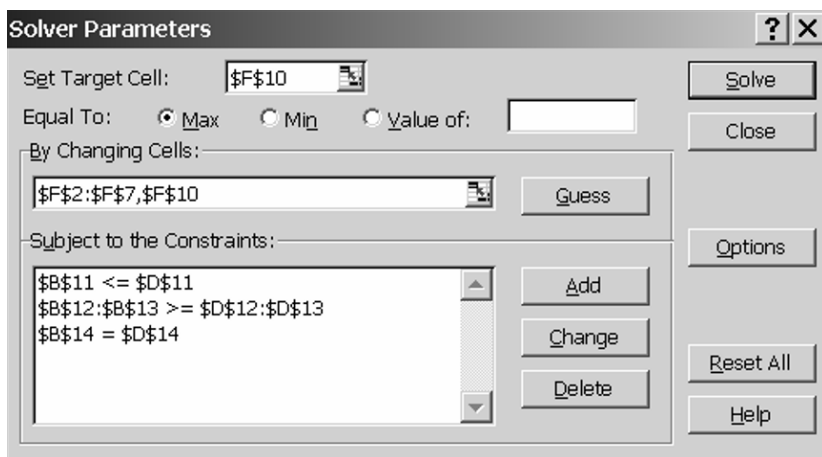 Solver Parameters
?
Set Target Cell: $F$10 Solve
Equal To: Max Min Value of:
Close
By Changing Cells:
$F$2:$F$7,$F$10 Guess
Subject to the Constraints: Options
$B$11 <= $D$11 Add
$B$12:$B$13 >= $D$12:$D$13
$B$14 = $D$14 Change
Reset All
Delete
Help